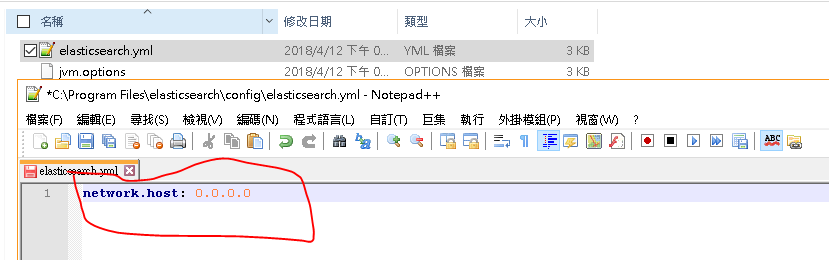 名稱 修改日期 類型 大小
elasticsearch.yml 2018/4/12 下午 0... YML 檔案 3 KB
jvm.options 2018/4/12 下午 0... OPTIONS 檔案 3 KB
*C:\Program Files\elasticsearch\config\elasticsearch.yml - Notepad++
檔案(F) 編輯(E) 尋找(S) 檢視(V) 編碼(N) 程式語言(L) 自訂(T) 巨集 執行 外掛模組(P) 視窗(W) ?
ABC
elasticsearch.yml
1 network.host: 0.0.0.0